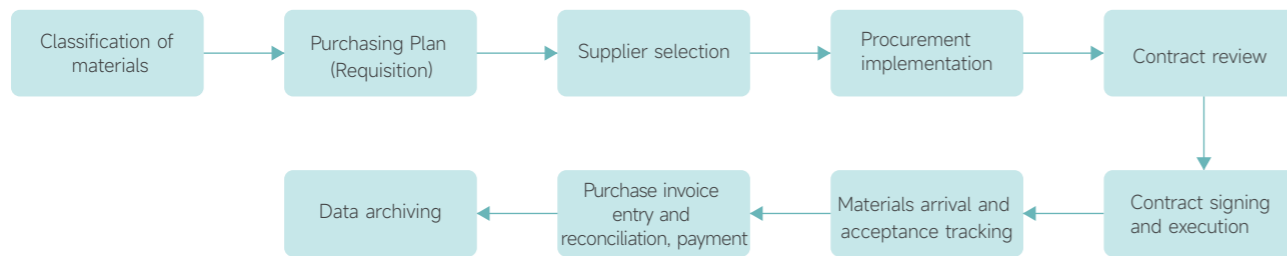 Classification of
materials
Purchasing Plan
(Requisition)
Supplier selection
Procurement
implementation
Contract review
Contract signing
and execution
Materials arrival and
acceptance tracking
Purchase invoice
entry and
reconciliation, payment
Data archiving